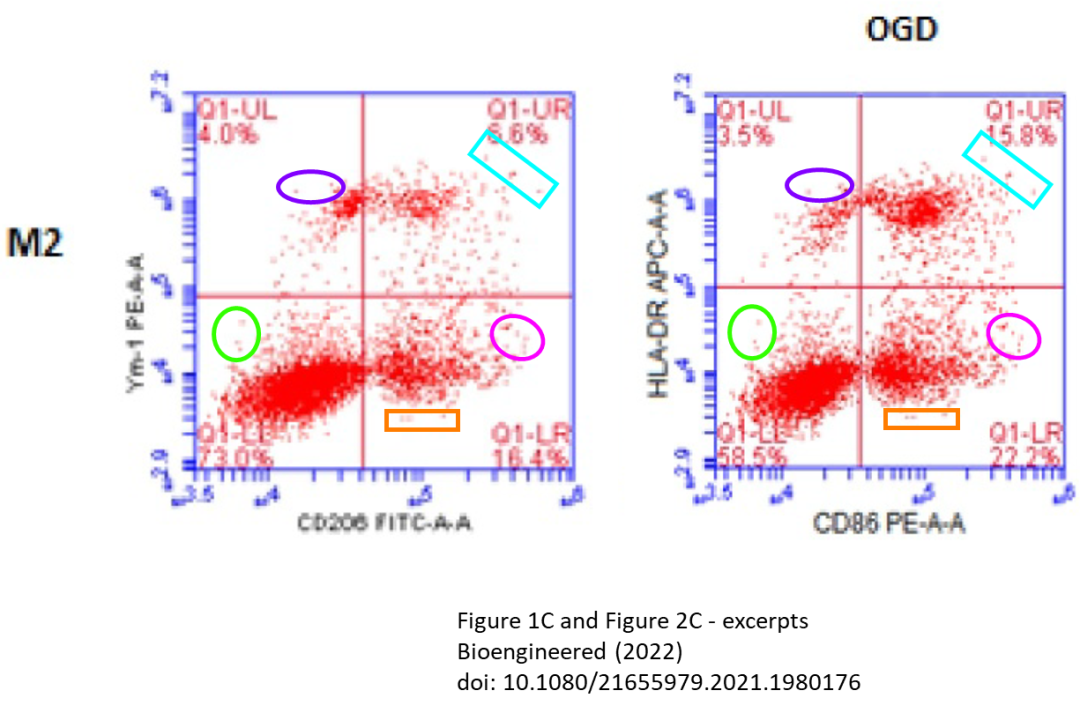 OGD
M2
Q1-UL
4.0%
Q1-UR
6.6%
Q1-LL
73.0%
Q1-LR
16.4%
Ym-1 PE-A-A
CD206 FITC-A-A
Q1-UL
3.5%
Q1-UR
15.8%
Q1-LL
58.5%
Q1-LR
22.2%
HLA-DR APC-A-A
CD86 PE-A-A
Figure 1C and Figure 2C - excerpts
Bioengineered (2022)
doi: 10.1080/21655979.2021.1980176